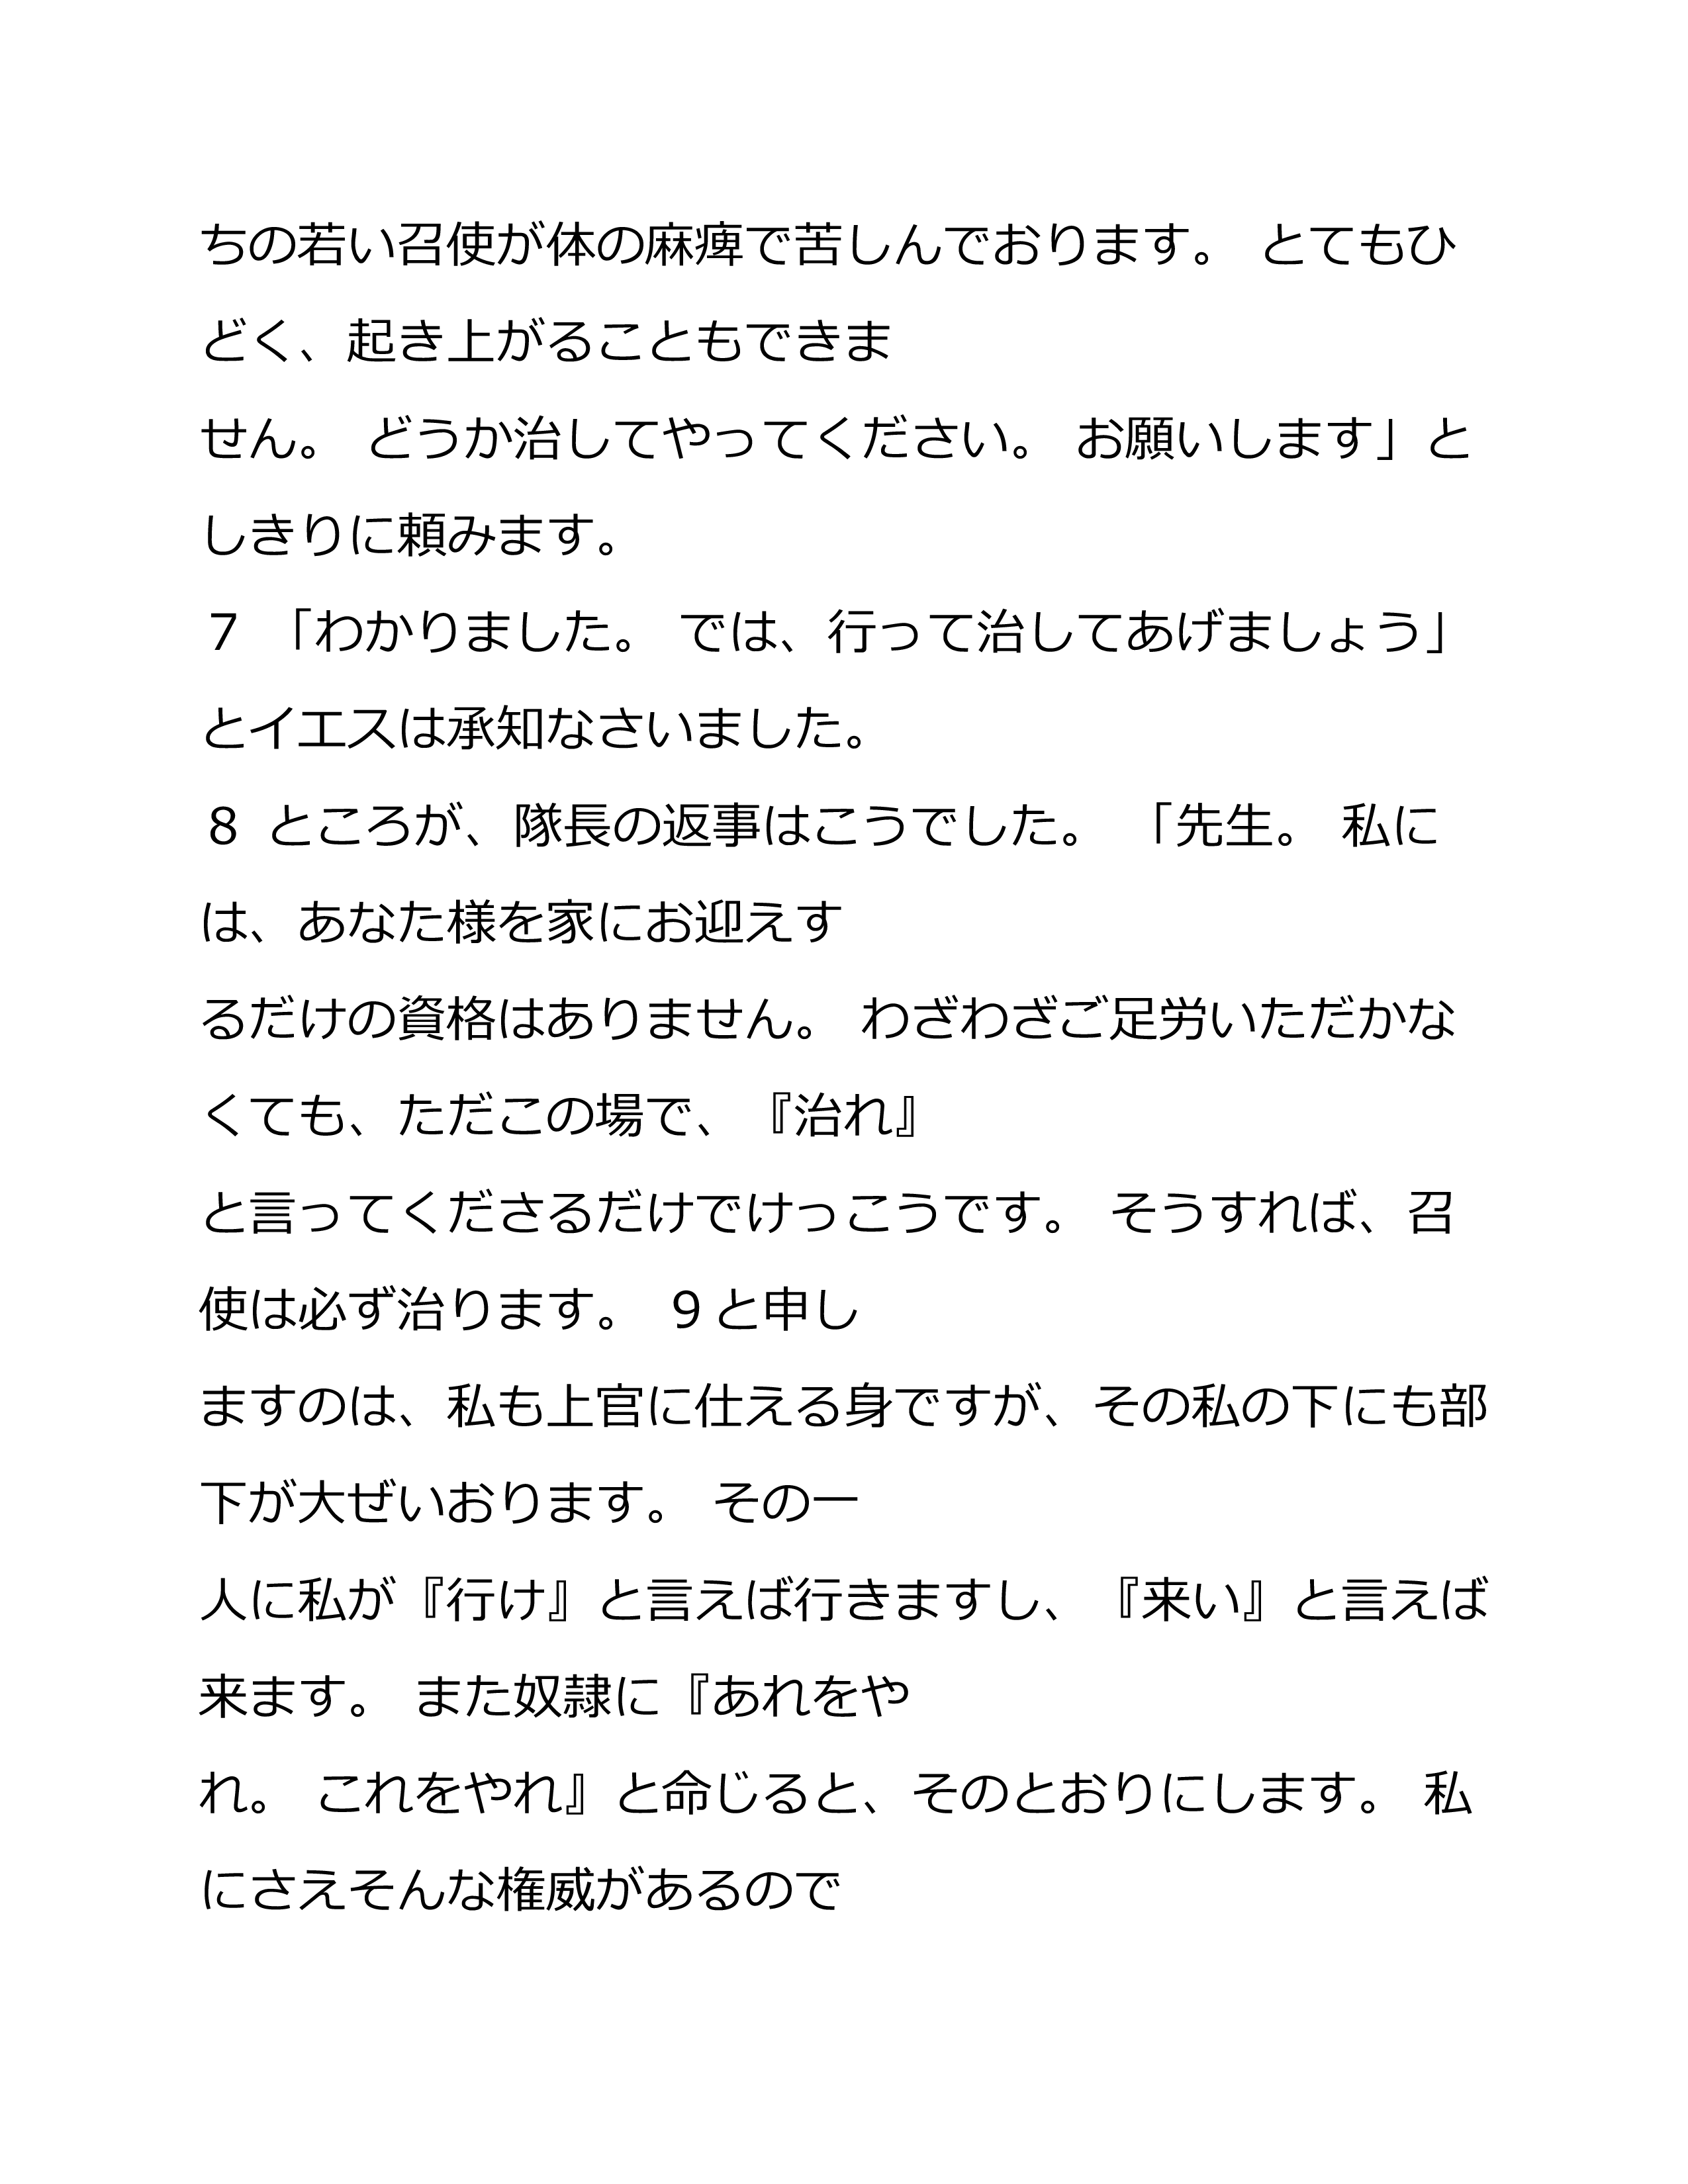 ちの若い召使が体の麻痺で苦しんでおります。 とてもひ
どく、起き上がることもできま
せん。 どうか治してやってください。 お願いします」と
しきりに頼みます。
７ 「わかりました。 では、行って治してあげましょう」
とイエスは承知なさいました。
８ ところが、隊長の返事はこうでした。 「先生。 私に
は、あなた様を家にお迎えす
るだけの資格はありません。 わざわざご足労いただかな
くても、ただこの場で、『治れ』
と言ってくださるだけでけっこうです。 そうすれば、召
使は必ず治ります。 ９と申し
ますのは、私も上官に仕える身ですが、その私の下にも部
下が大ぜいおります。 その一
人に私が『行け』と言えば行きますし、『来い』と言えば
来ます。 また奴隷に『あれをや
れ。 これをやれ』と命じると、そのとおりにします。 私
にさえそんな権威があるので